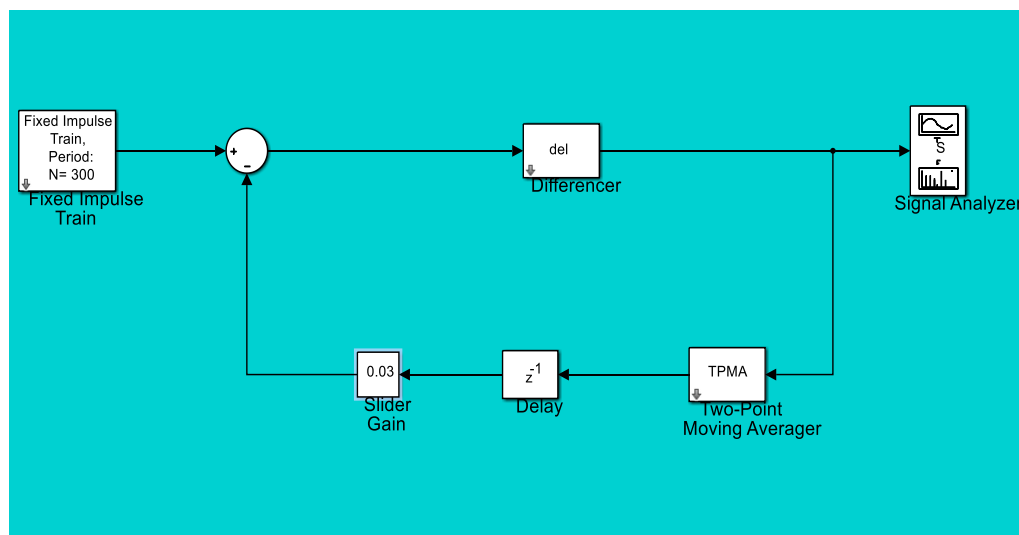 Fixed Impulse
Train,
Period:
N= 300
Fixed Impulse
Train
+
−
del
Differencer
T
S
F
Signal Analyzer
0.03
Slider
Gain
z-1
Delay
TPMA
Two-Point
Moving Averager